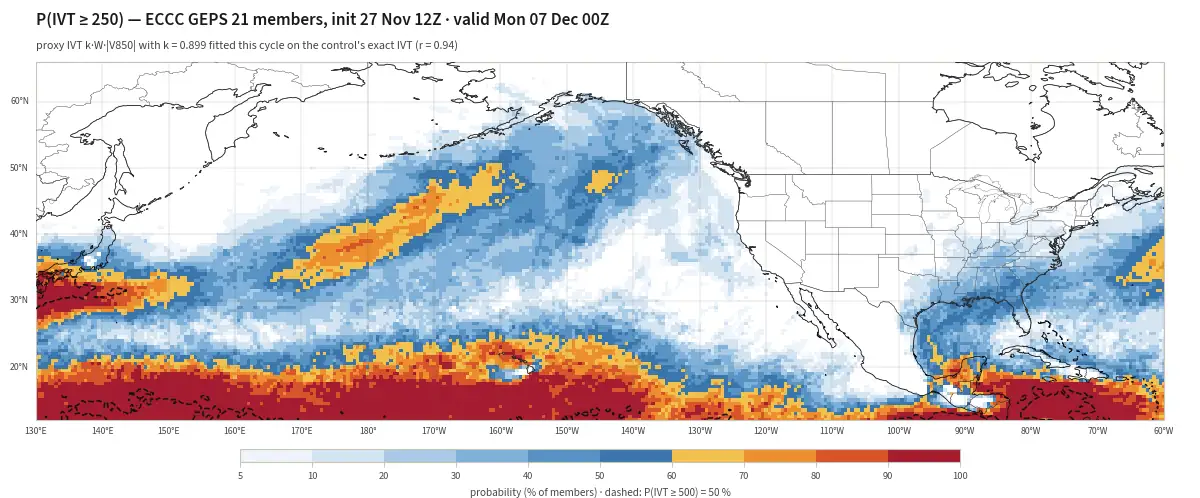 P(IVT ≥ 250) — ECCC GEPS 21 members, init 27 Nov 12Z · valid Mon 07 Dec 00Z
proxy IVT k·W·|V850| with k = 0.899 fitted this cycle on the control's exact IVT (r = 0.94)
60°N
50°N
40°N
30°N
20°N
130°E 140°E 150°E 160°E 170°E 180° 170°W 160°W 150°W 140°W 130°W 120°W 110°W 100°W 90°W 80°W 70°W 60°W
5 10 20 30 40 50 60 70 80 90 100
probability (% of members) · dashed: P(IVT ≥ 500) = 50 %